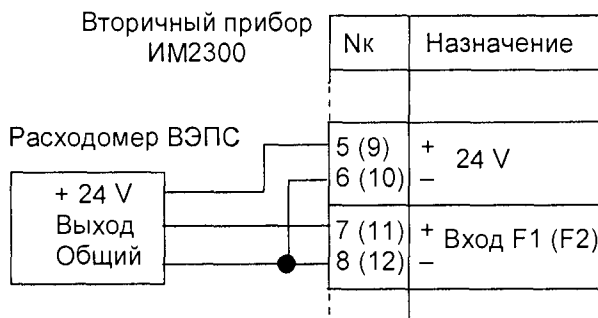 Вторичный прибор
ИМ2300
Nк Назначение
Расходомер ВЭПС
+ 24 V
Выход
Общий
5 (9) + 24 V
6 (10) –
7 (11) + Вход F1 (F2)
8 (12) –